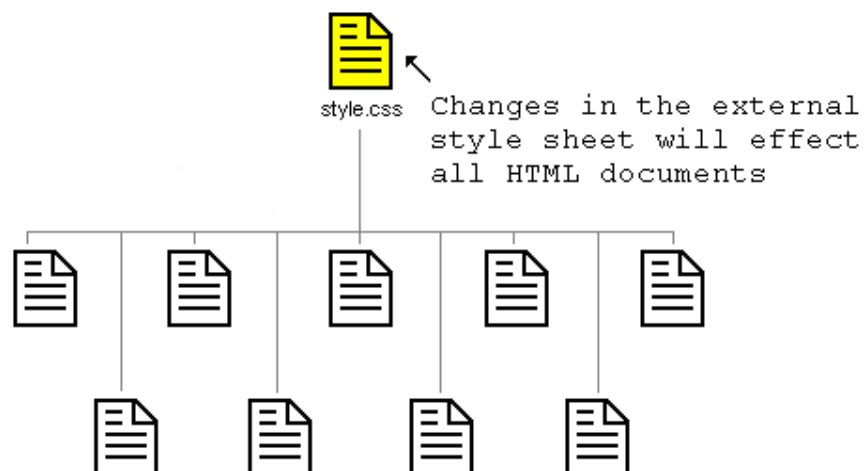 style.css
Changes in the external
style sheet will effect
all HTML documents